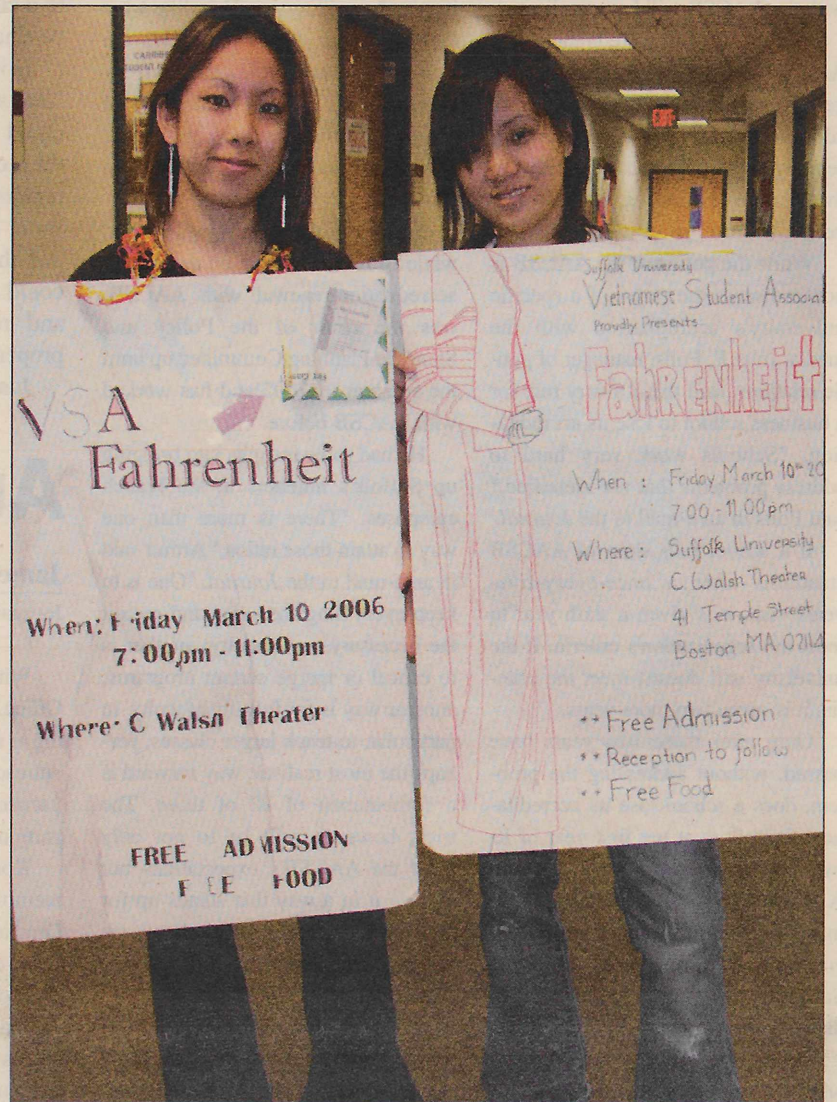 EXIT
VSA
Fahrenheit
When: Friday March 10 2006
7:00pm - 11:00pm
Where: C Walsh Theater
FREE ADMISSION
FREE FOOD
Suffolk University
Vietnamese Student Associat
Proudly Presents
FAHRENHEIT
When : Friday March 10th 20
7:00 - 11:00pm
Where : Suffolk University
C Walsh Theater
41 Temple Street
Boston MA 02114
** Free Admission
** Reception to follow
** Free Food